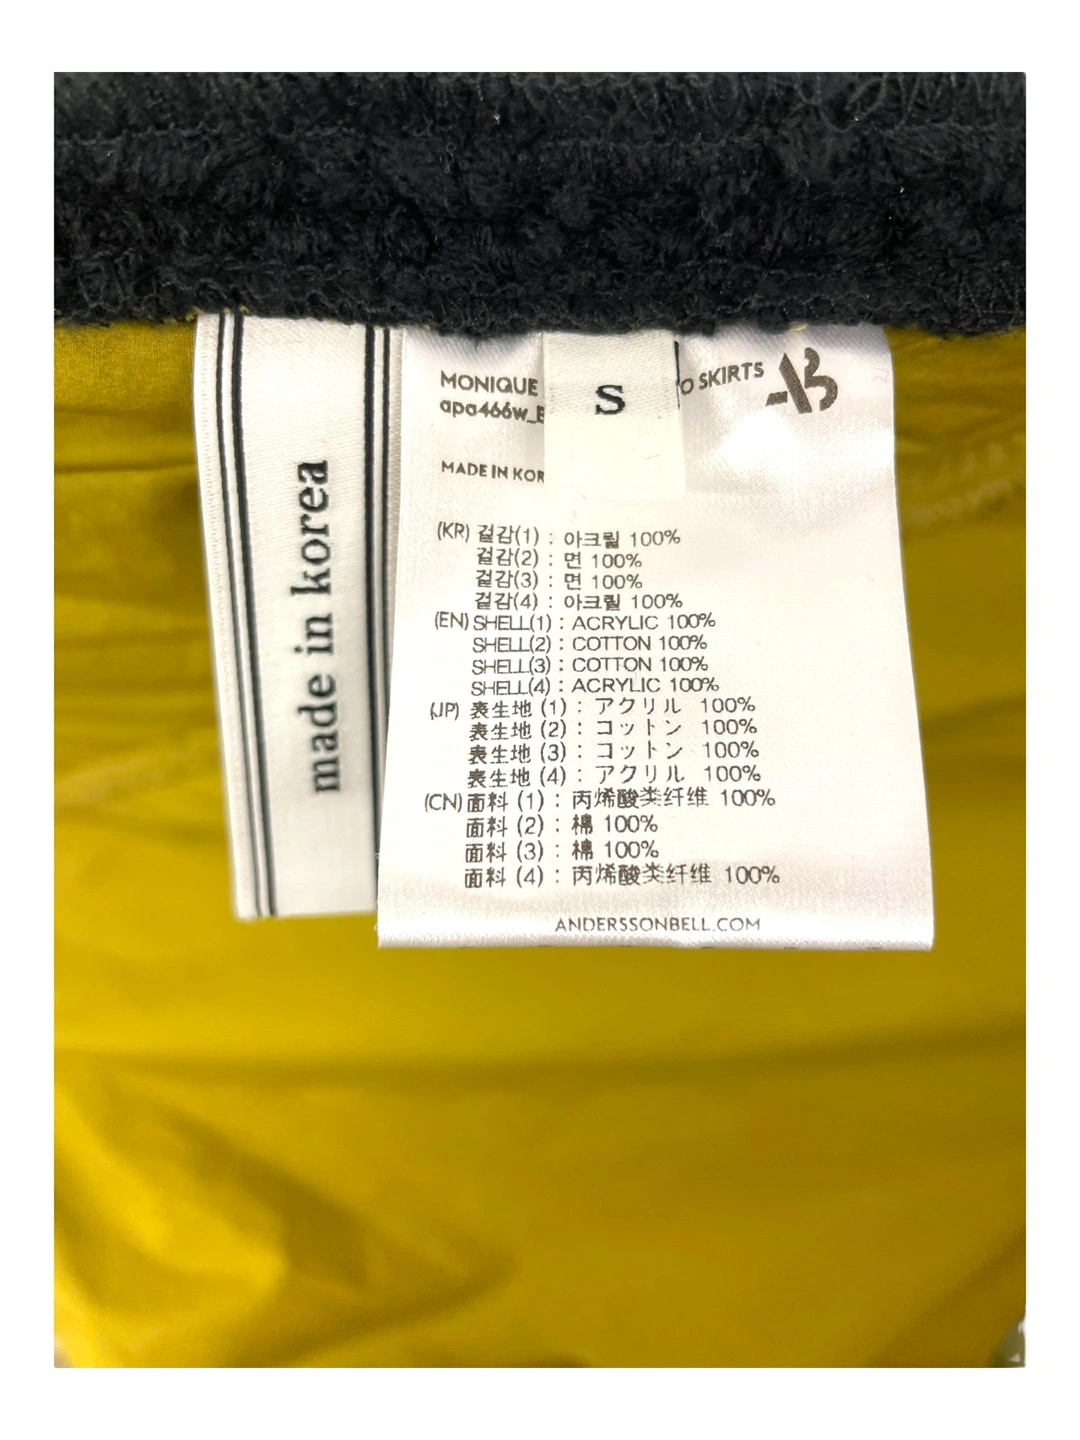 made in korea
MONIQUE
S
O SKIRTS
apa466w_
MADE IN KOR
(KR) 겉감(1) : 아크릴 100%
겉감(2) : 면 100%
겉감(3) : 면 100%
겉감(4) : 아크릴 100%
(EN) SHELL(1) : ACRYLIC 100%
SHELL(2) : COTTON 100%
SHELL(3) : COTTON 100%
SHELL(4) : ACRYLIC 100%
(JP) 表生地 (1) : アクリル 100%
表生地 (2) : コットン 100%
表生地 (3) : コットン 100%
表生地 (4) : アクリル 100%
(CN) 面料 (1) : 丙烯酸类纤维 100%
面料 (2) : 棉 100%
面料 (3) : 棉 100%
面料 (4) : 丙烯酸类纤维 100%
ANDERSSONBELL.COM